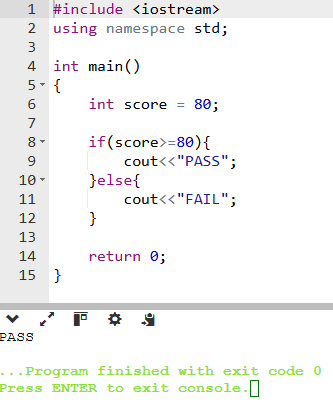 1 #include <iostream>
2 using namespace std;
3
4 int main()
5 {
6     int score = 80;
7
8     if(score>=80){
9         cout<<"PASS";
10     }else{
11         cout<<"FAIL";
12     }
13
14     return 0;
15 }
PASS
...Program finished with exit code 0
Press ENTER to exit console.